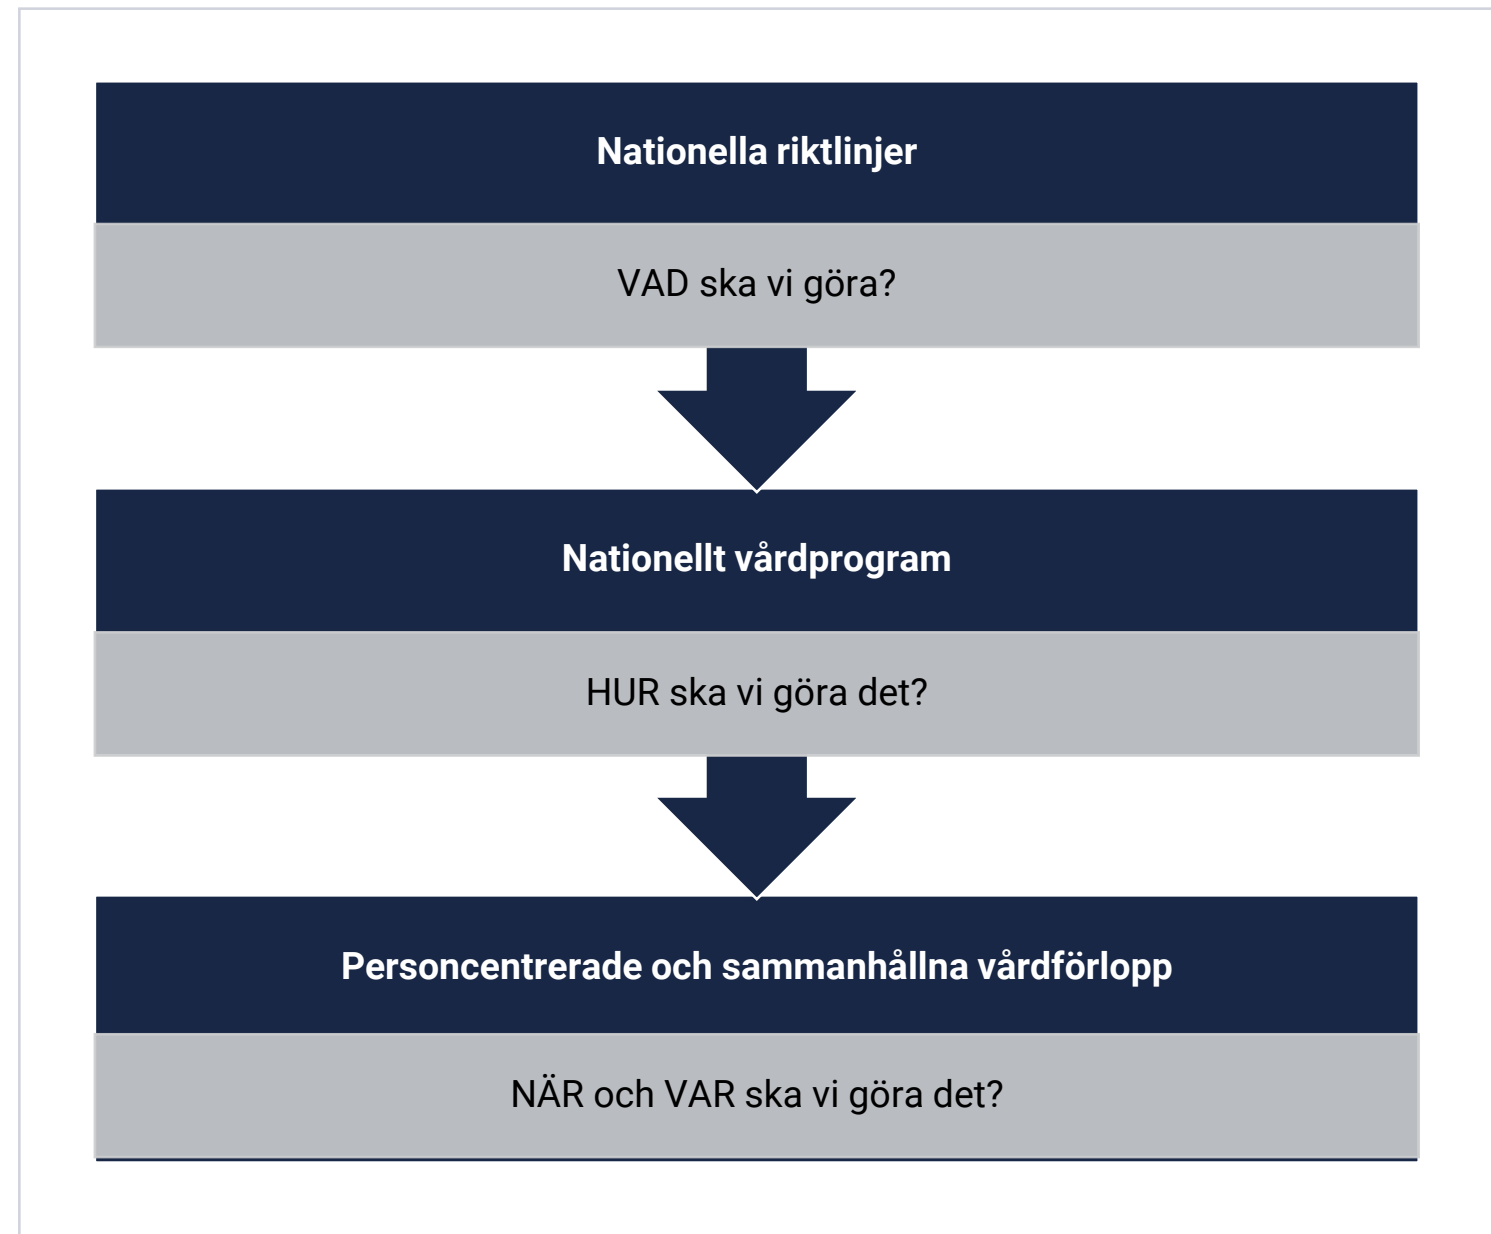 Nationella riktlinjer
VAD ska vi göra?
Nationellt vårdprogram
HUR ska vi göra det?
Personcentrerade och sammanhållna vårdförlopp
NÄR och VAR ska vi göra det?